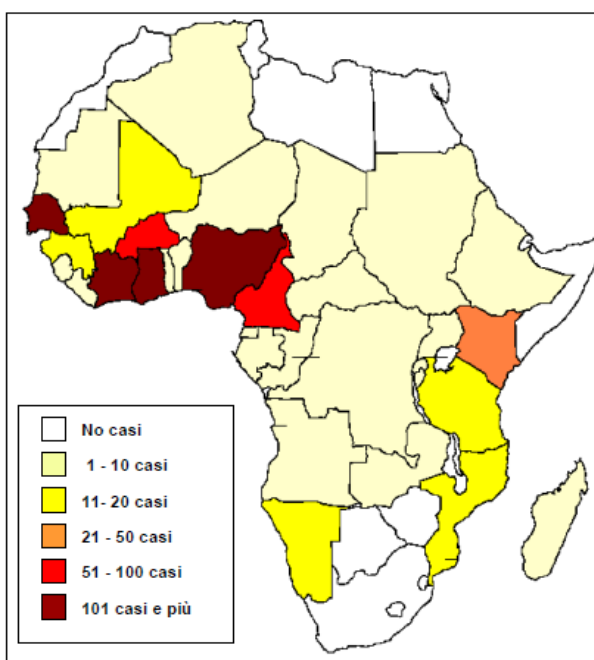 No casi
1 - 10 casi
11- 20 casi
21 - 50 casi
51 - 100 casi
101 casi e più